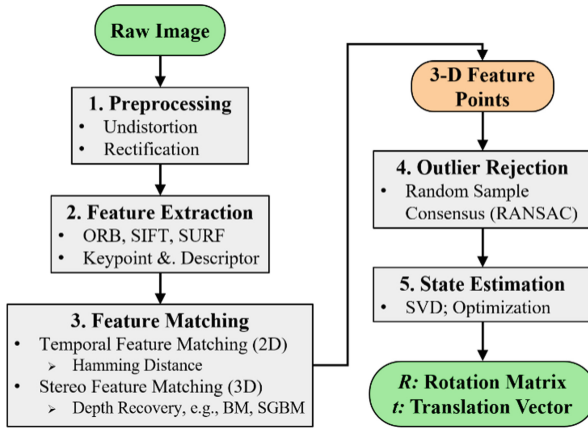 Raw Image
1. Preprocessing
• Undistortion
• Rectification
2. Feature Extraction
• ORB, SIFT, SURF
• Keypoint &. Descriptor
3. Feature Matching
• Temporal Feature Matching (2D)
➢ Hamming Distance
• Stereo Feature Matching (3D)
➢ Depth Recovery, e.g., BM, SGBM
3-D Feature
Points
4. Outlier Rejection
• Random Sample
Consensus (RANSAC)
5. State Estimation
• SVD; Optimization
R: Rotation Matrix
t: Translation Vector